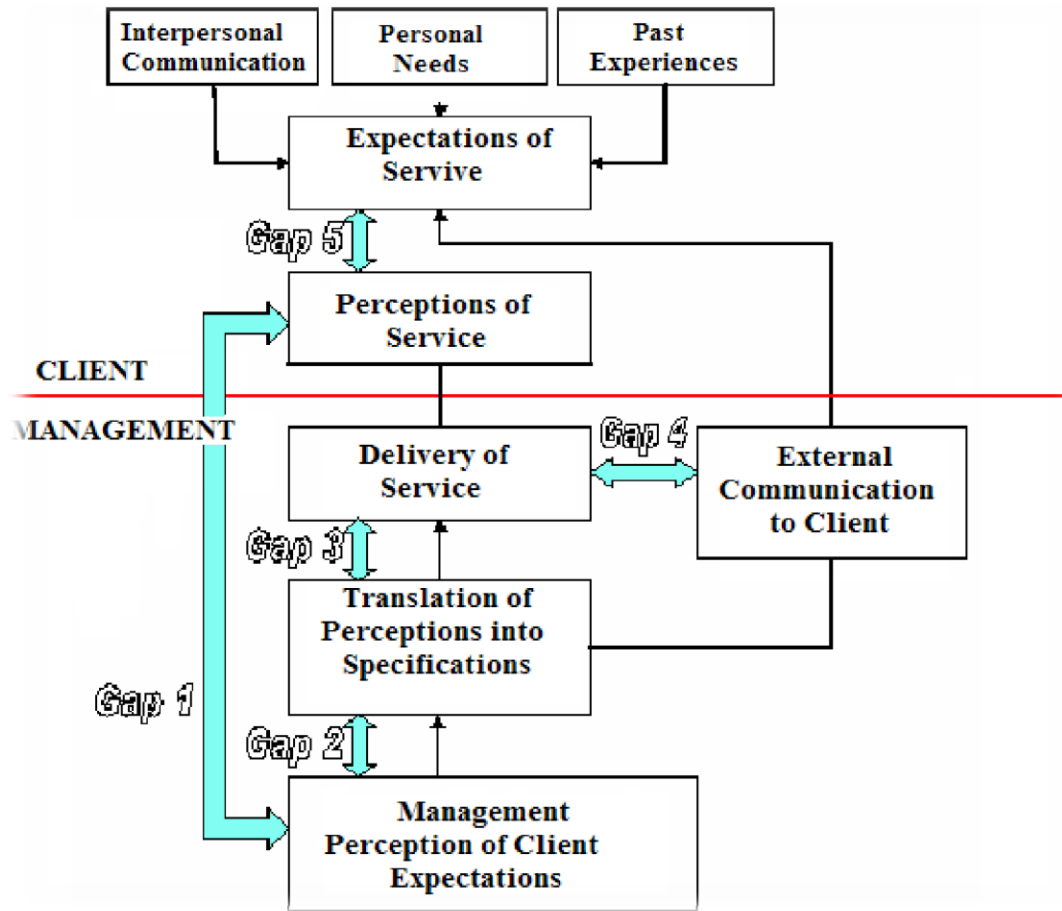 Interpersonal
Communication
Personal
Needs
Past
Experiences
Expectations of
Servive
Gap 5
Perceptions of
Service
CLIENT
MANAGEMENT
Delivery of
Service
Gap 4
External
Communication
to Client
Gap 3
Translation of
Perceptions into
Specifications
Gap 1
Gap 2
Management
Perception of Client
Expectations